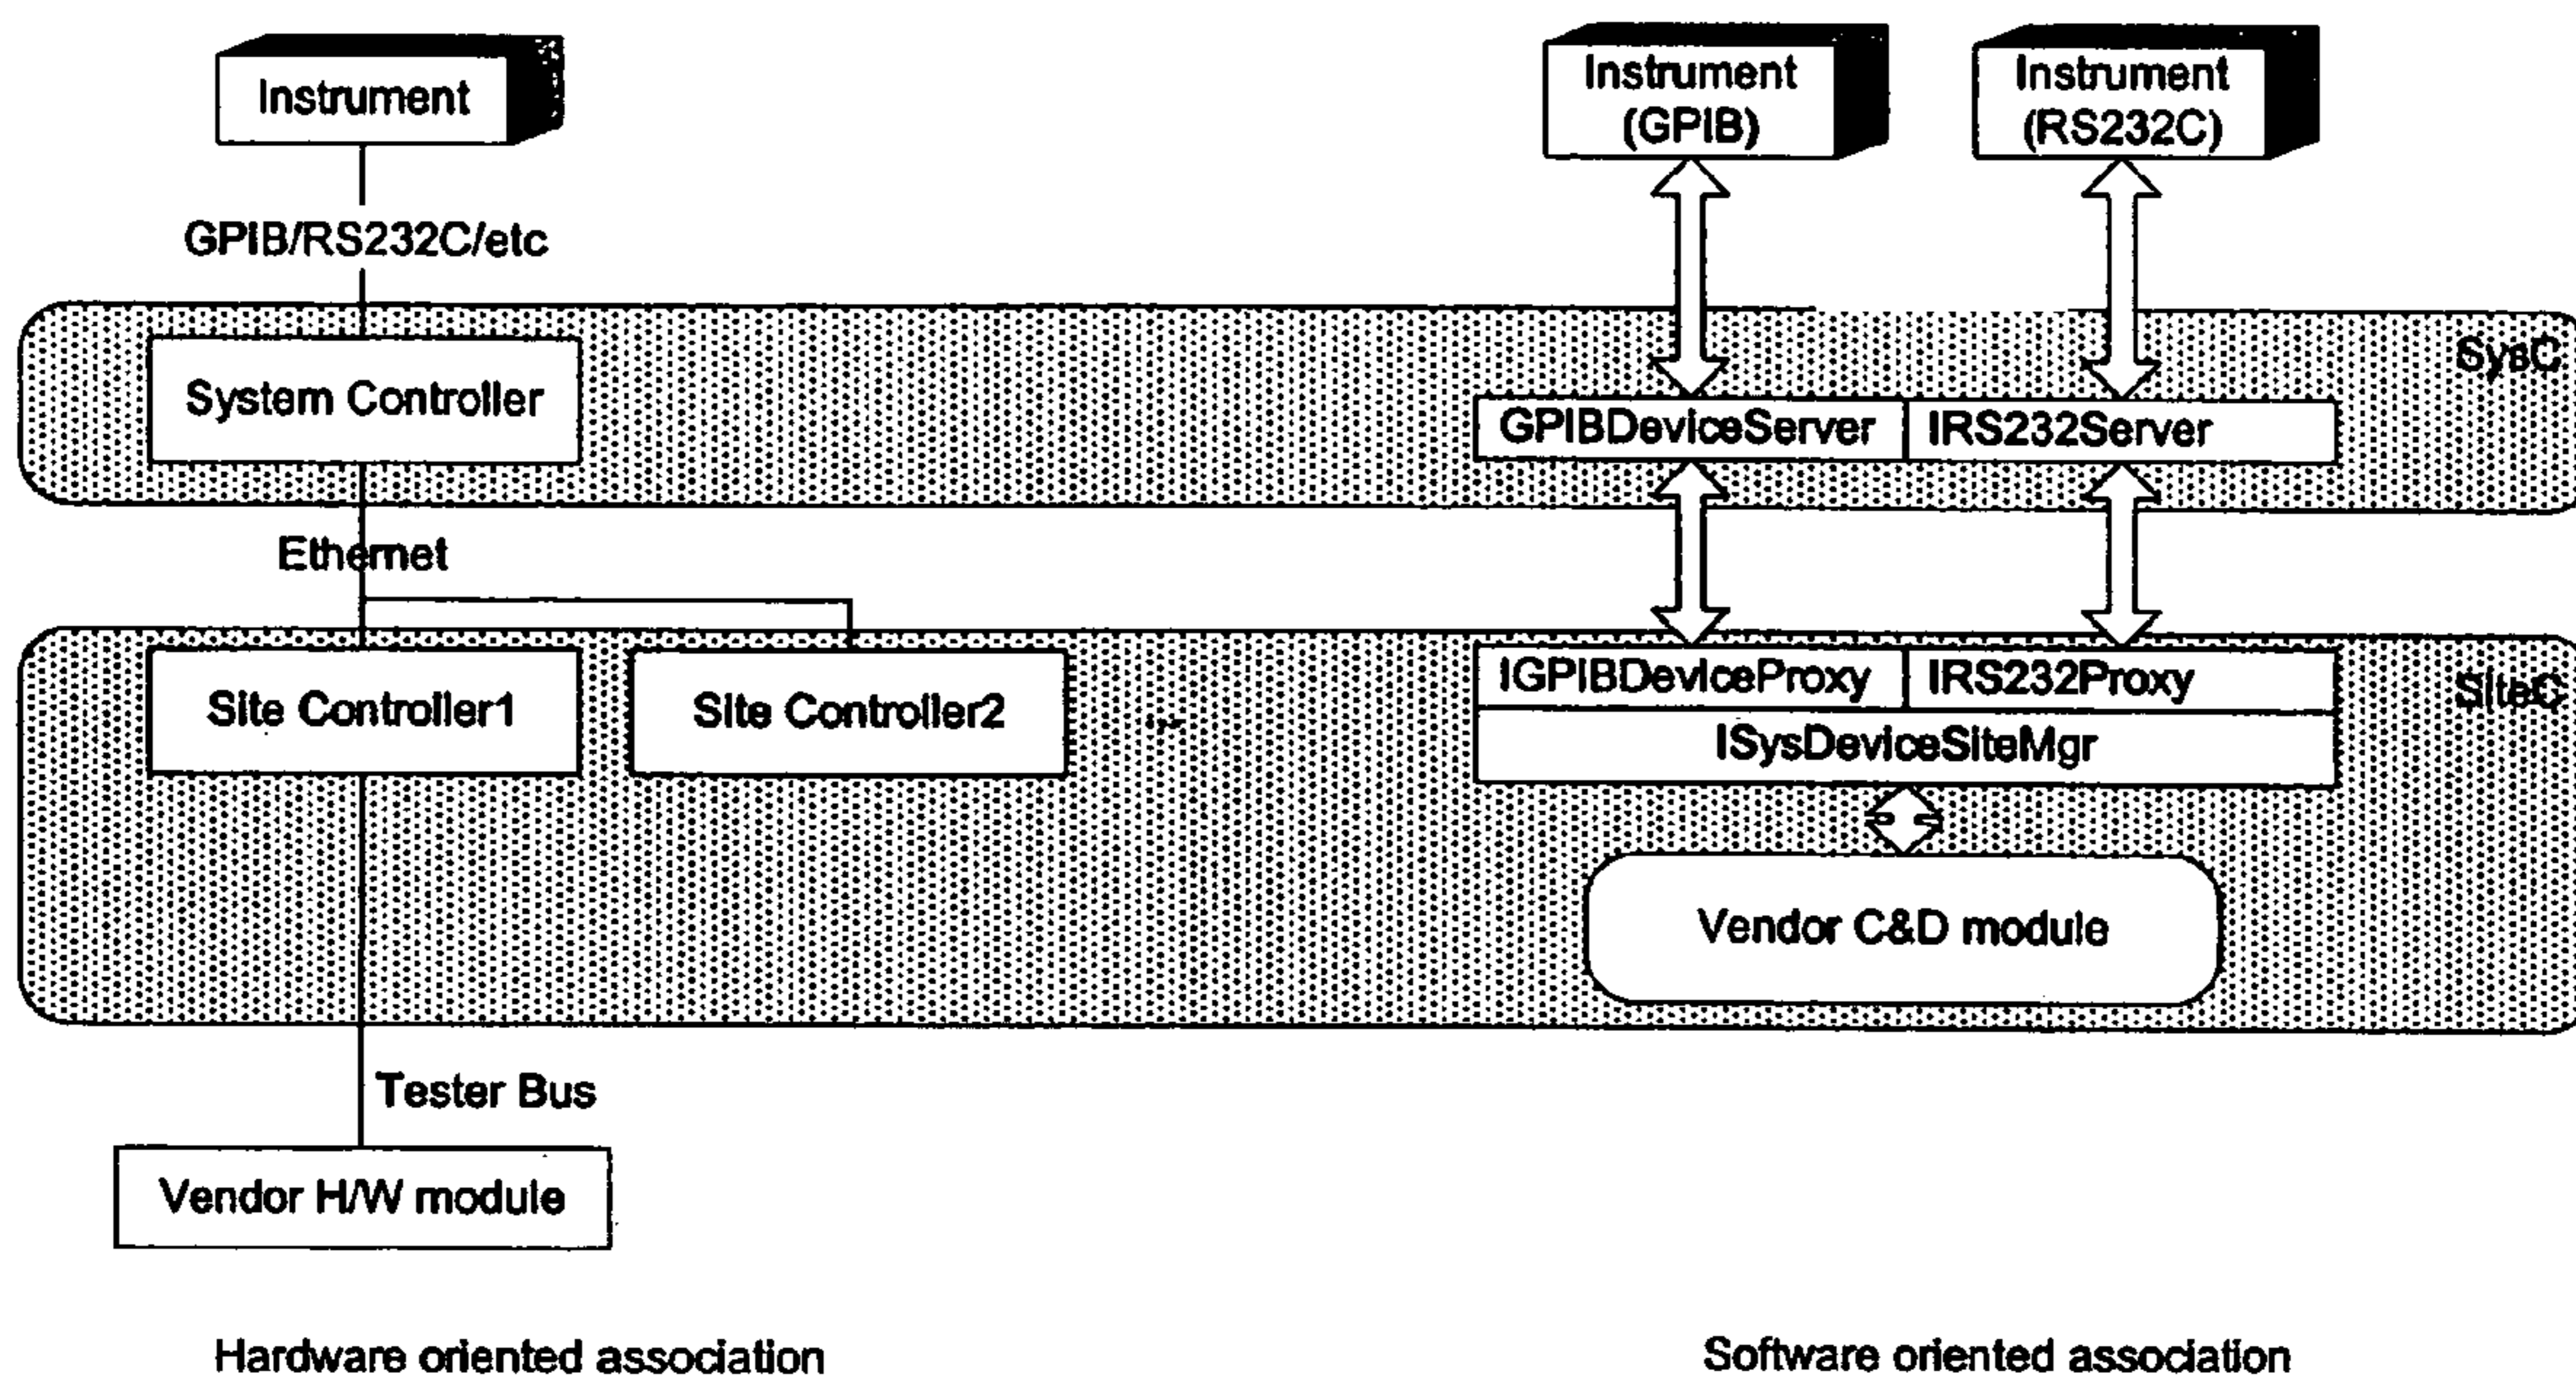 Instrument
Instrument
(GPIB)
Instrument
(RS232C)
GPIB/RS232C/etc
SysC
System Controller
GPIBDeviceServer
IRS232Server
Ethernet
SiteC
Site Controller1
Site Controller2
...
IGPIBDeviceProxy
IRS232Proxy
ISysDeviceSiteMgr
Vendor C&D module
Tester Bus
Vendor H/W module
Hardware oriented association
Software oriented association